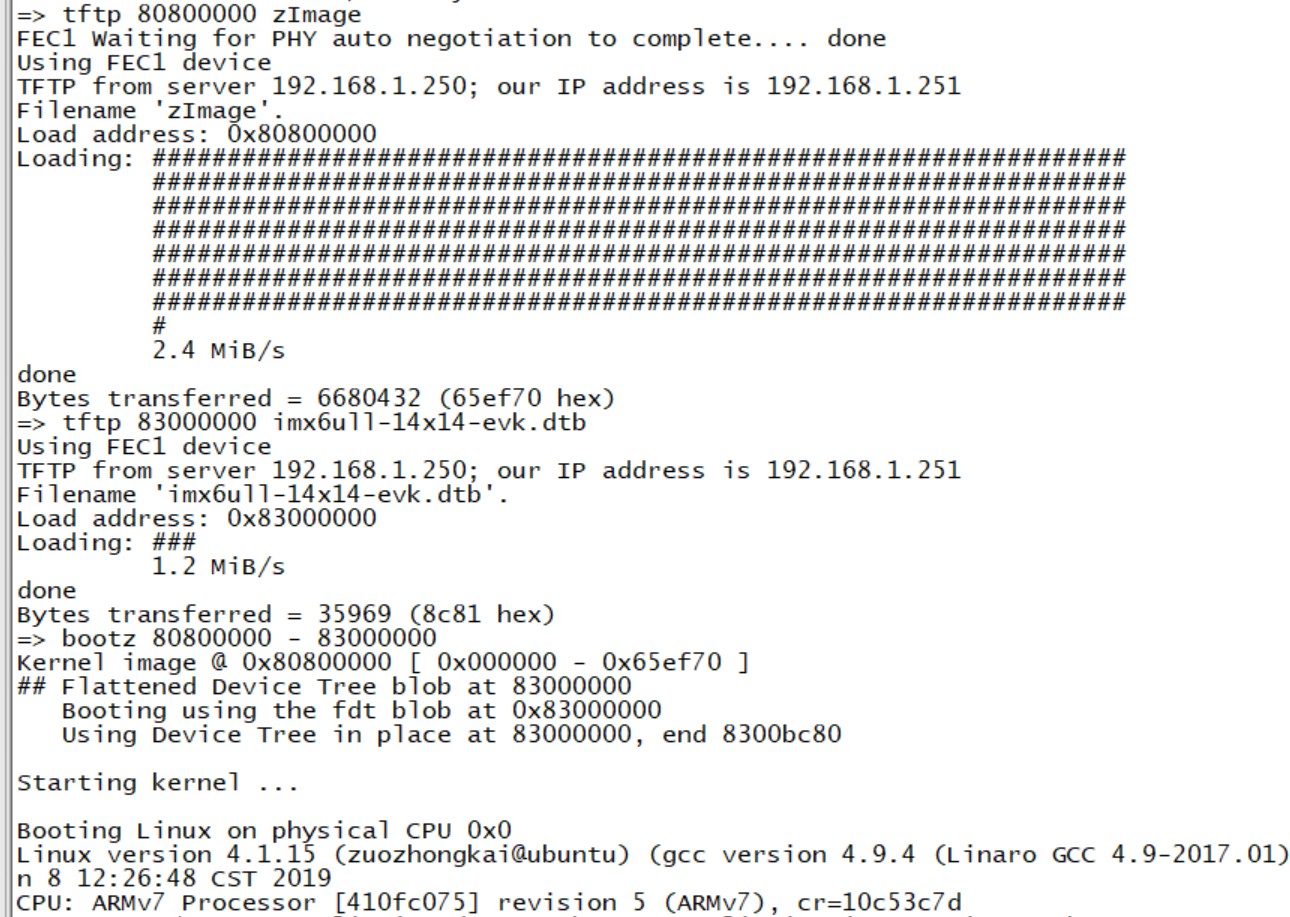 => tftp 80800000 zImage
FEC1 Waiting for PHY auto negotiation to complete.... done
Using FEC1 device
TFTP from server 192.168.1.250; our IP address is 192.168.1.251
Filename 'zImage'.
Load address: 0x80800000
Loading: #################################################################
         #################################################################
         #################################################################
         #################################################################
         #################################################################
         #################################################################
         #################################################################
         #
         2.4 MiB/s
done
Bytes transferred = 6680432 (65ef70 hex)
=> tftp 83000000 imx6ull-14x14-evk.dtb
Using FEC1 device
TFTP from server 192.168.1.250; our IP address is 192.168.1.251
Filename 'imx6ull-14x14-evk.dtb'.
Load address: 0x83000000
Loading: ###
         1.2 MiB/s
done
Bytes transferred = 35969 (8c81 hex)
=> bootz 80800000 - 83000000
Kernel image @ 0x80800000 [ 0x000000 - 0x65ef70 ]
## Flattened Device Tree blob at 83000000
   Booting using the fdt blob at 0x83000000
   Using Device Tree in place at 83000000, end 8300bc80

Starting kernel ...

Booting Linux on physical CPU 0x0
Linux version 4.1.15 (zuozhongkai@ubuntu) (gcc version 4.9.4 (Linaro GCC 4.9-2017.01)
n 8 12:26:48 CST 2019
CPU: ARMv7 Processor [410fc075] revision 5 (ARMv7), cr=10c53c7d